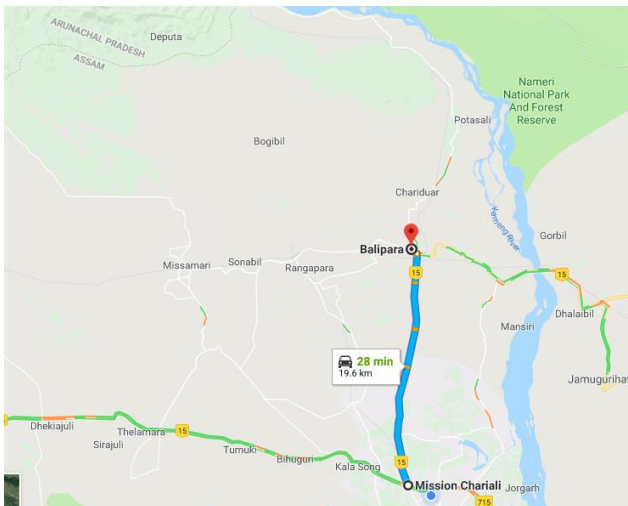 ARUNACHAL PRADESH
Deputa
ASSAM
Nameri
National Park
And Forest
Reserve
Potasali
Bogibil
Chariduar
Kameng River
Gorbil
Balipara
Missamari
Sonabil
Rangapara
15
15
Dhalaibil
Mansiri
28 min
19.6 km
Jamugurihat
Dhekiajuli
Thelamara
15
Sirajuli
Tumuki
Bihuguri
Kala Song
15
Mission Chariali
Jorgarh
715